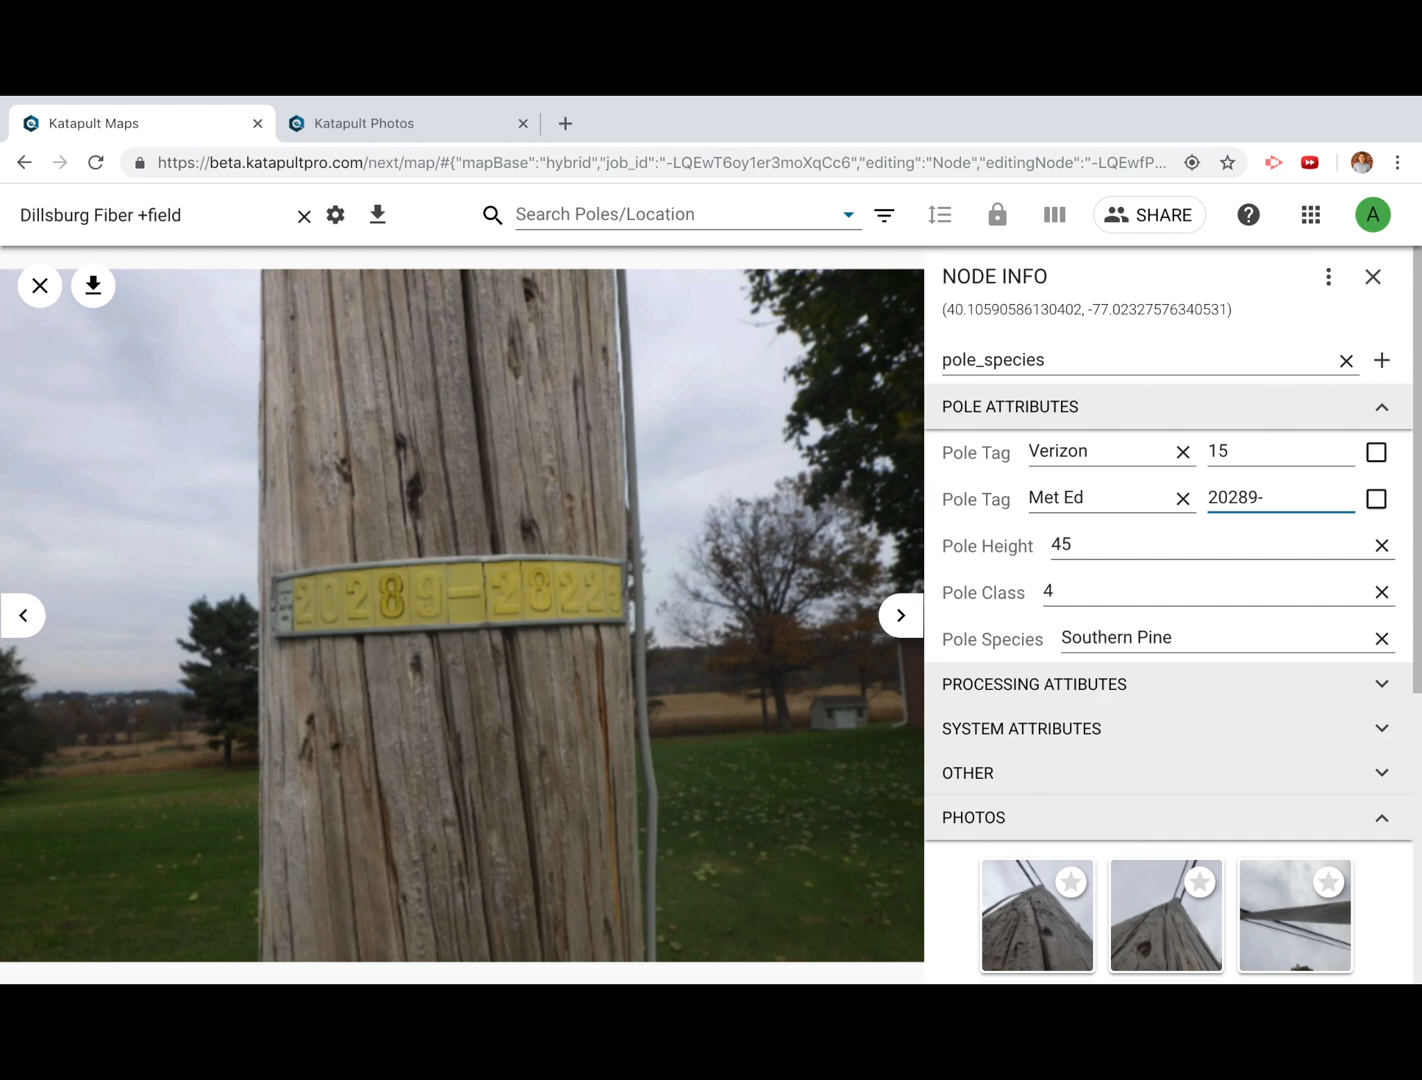 Katapult Maps
Katapult Photos
https://beta.katapultpro.com/next/map/#{"mapBase":"hybrid","job_id":"-LQEwT6oy1er3moXqCc6","editing":"Node","editingNode":"-LQEwfP...
Dillsburg Fiber +field
Search Poles/Location
SHARE
A
NODE INFO
(40.10590586130402, -77.02327576340531)
pole_species
POLE ATTRIBUTES
Pole Tag Verizon 15
Pole Tag Met Ed 20289-
Pole Height 45
Pole Class 4
Pole Species Southern Pine
PROCESSING ATTIBUTES
SYSTEM ATTRIBUTES
OTHER
PHOTOS